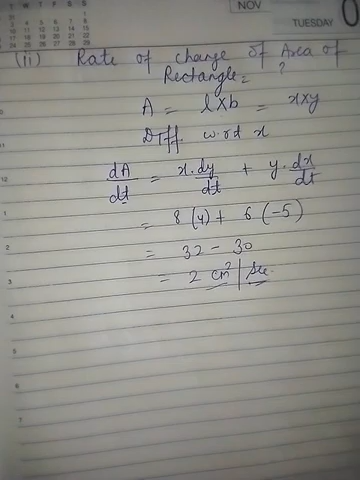 NOV
TUESDAY 0
(ii) Rate of change of Area of
Rectangle = ?
A = l×b = x×y
Diff. w.r.t x
dA/dt = x.dy/dt + y.dx/dt
= 8 (4) + 6 (-5)
= 32 - 30
= 2 cm²/sec.